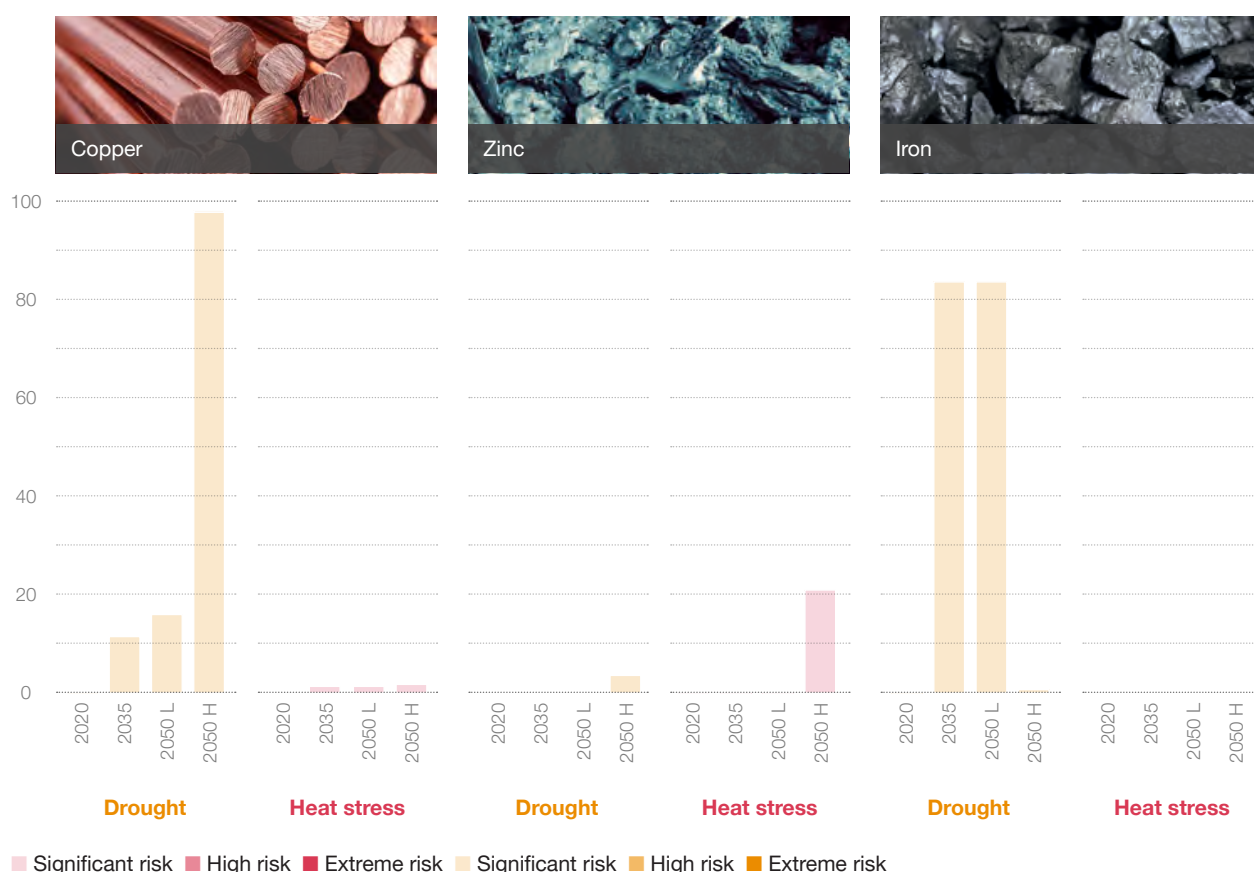 Copper
Zinc
Iron
100
80
60
40
20
0
2020
2035
2050 L
2050 H
2020
2035
2050 L
2050 H
2020
2035
2050 L
2050 H
2020
2035
2050 L
2050 H
2020
2035
2050 L
2050 H
2020
2035
2050 L
2050 H
Drought
Heat stress
Drought
Heat stress
Drought
Heat stress
Significant risk High risk Extreme risk Significant risk High risk Extreme risk